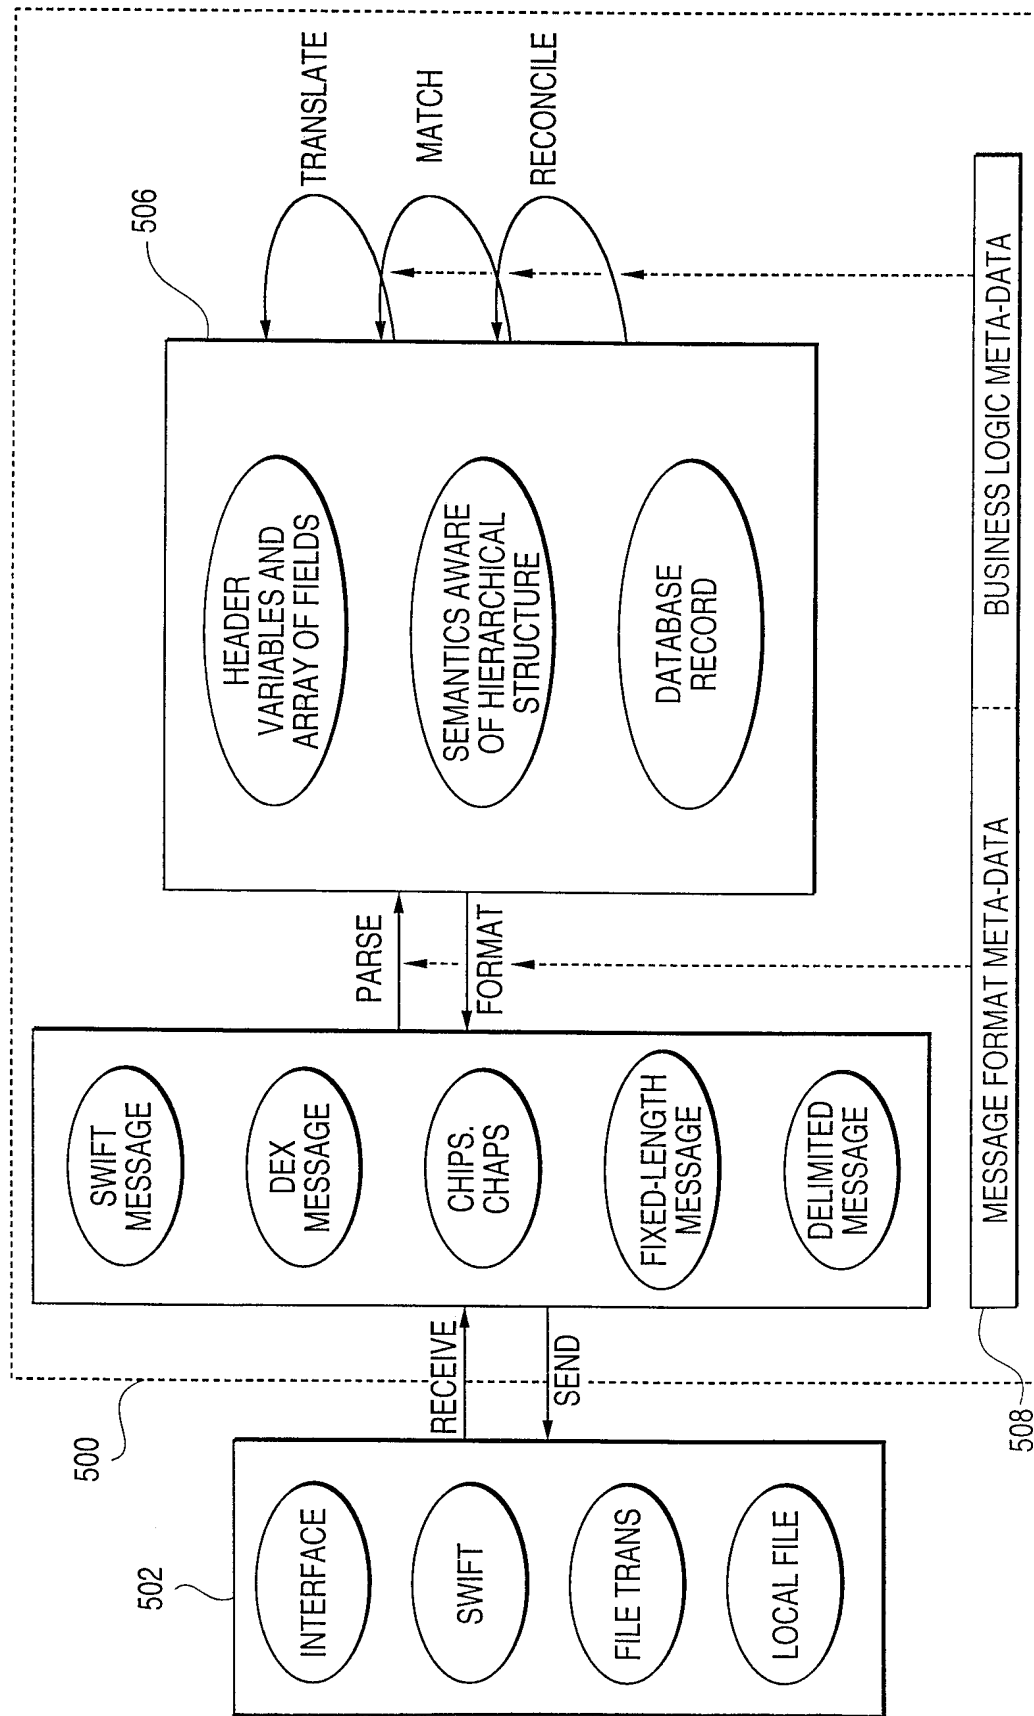 500
502
INTERFACE
SWIFT
FILE TRANS
LOCAL FILE
RECEIVE
SEND
SWIFT
MESSAGE
DEX
MESSAGE
CHIPS.
CHAPS
FIXED-LENGTH
MESSAGE
DELIMITED
MESSAGE
PARSE
FORMAT
506
HEADER
VARIABLES AND
ARRAY OF FIELDS
SEMANTICS AWARE
OF HIERARCHICAL
STRUCTURE
DATABASE
RECORD
TRANSLATE
MATCH
RECONCILE
508
MESSAGE FORMAT META-DATA
BUSINESS LOGIC META-DATA